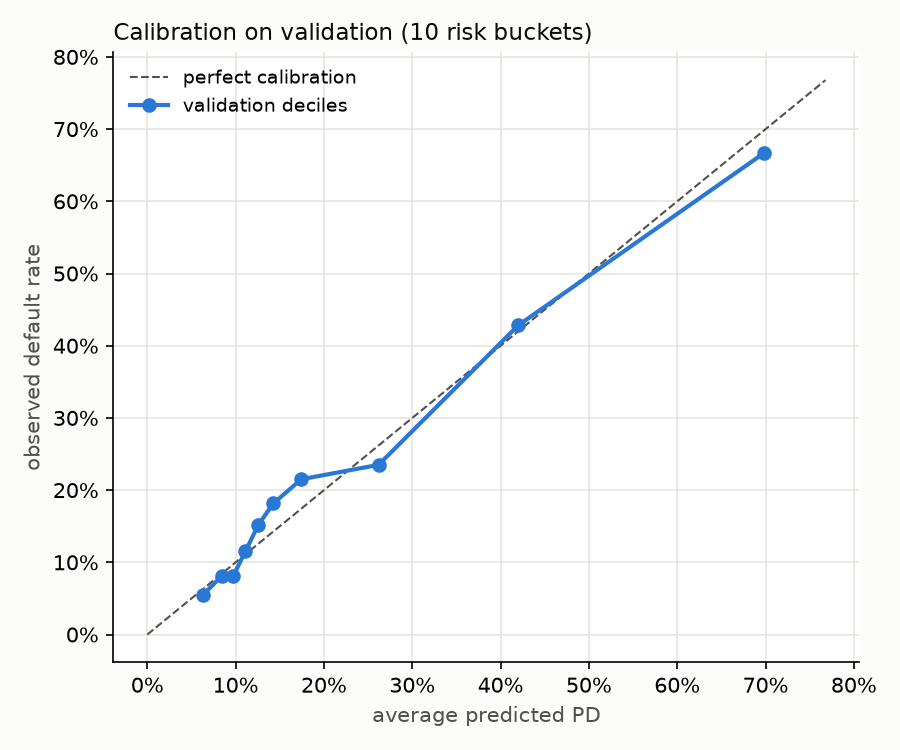 Calibration on validation (10 risk buckets)
perfect calibration
validation deciles
80%
70%
60%
50%
40%
30%
20%
10%
0%
observed default rate
0% 10% 20% 30% 40% 50% 60% 70% 80%
average predicted PD